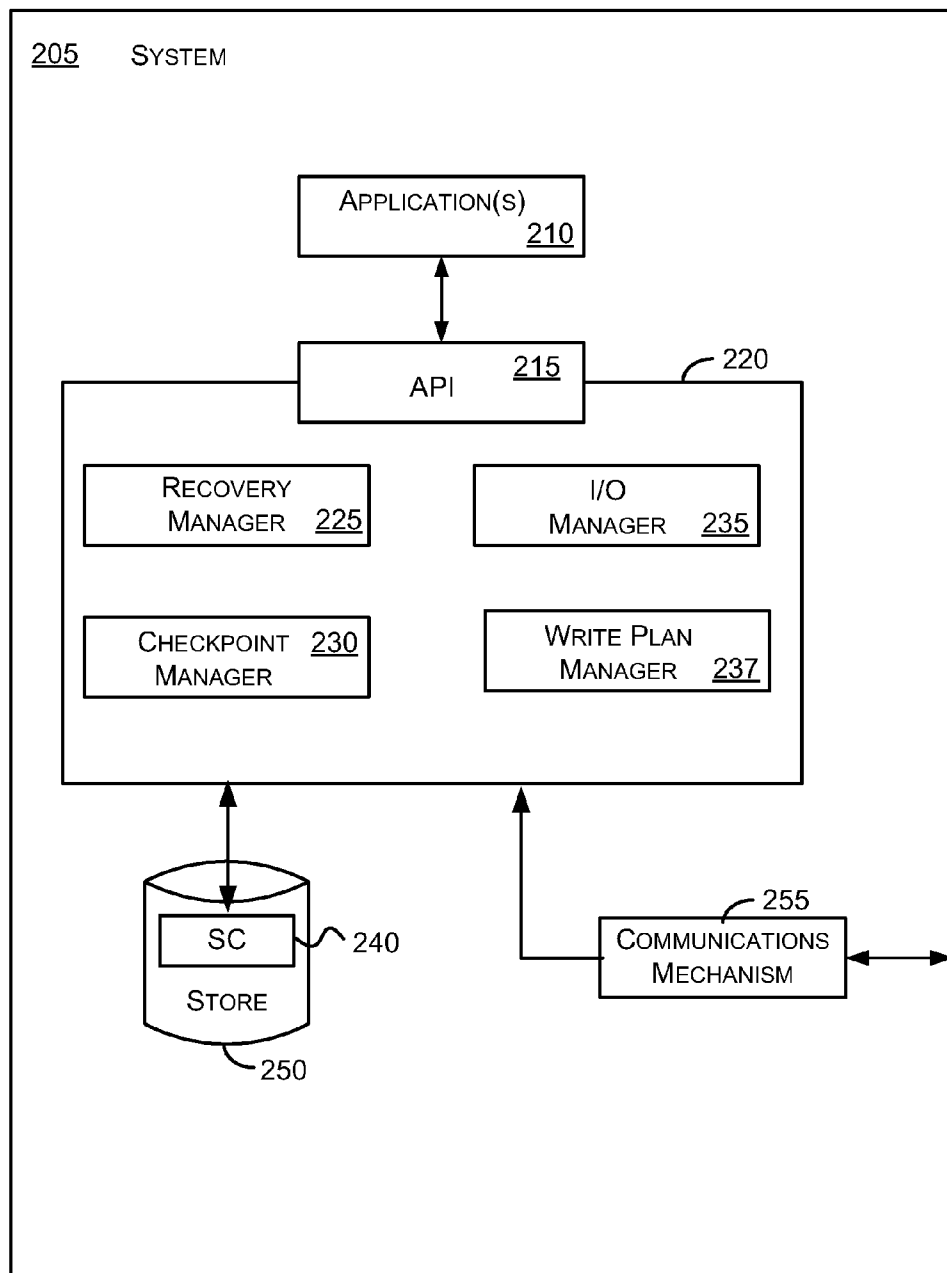 205 SYSTEM
APPLICATION(S)
210
215
API
220
RECOVERY
MANAGER 225
I/O
MANAGER 235
CHECKPOINT 230
MANAGER
WRITE PLAN
MANAGER 237
SC
240
STORE
250
255
COMMUNICATIONS
MECHANISM